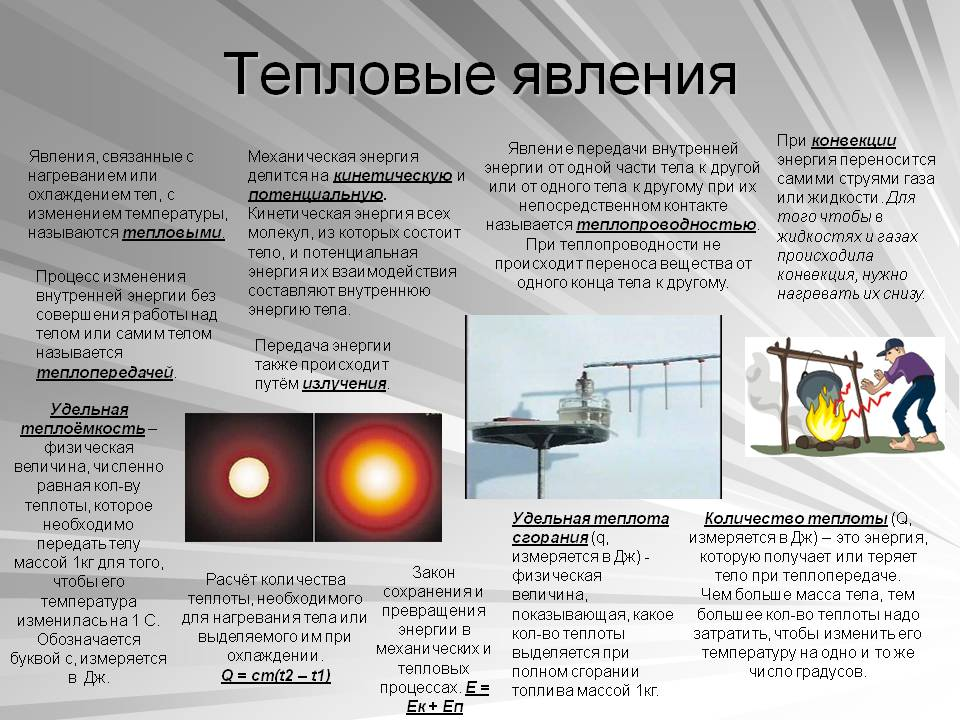 Тепловые явления
Явления, связанные с
нагреванием или
охлаждением тел, с
изменением температуры,
называются тепловыми.
Процесс изменения
внутренней энергии без
совершения работы над
телом или самим телом
называется
теплопередачей.
Удельная
теплоёмкость –
физическая
величина, численно
равная кол-ву
теплоты, которое
необходимо
передать телу
массой 1кг для того,
чтобы его
температура
изменилась на 1 С.
Обозначается
буквой с, измеряется
в Дж.
Механическая энергия
делится на кинетическую и
потенциальную.
Кинетическая энергия всех
молекул, из которых состоит
тело, и потенциальная
энергия их взаимодействия
составляют внутреннюю
энергию тела.
Передача энергии
также происходит
путём излучения.
Расчёт количества
теплоты, необходимого
для нагревания тела или
выделяемого им при
охлаждении.
Q = cm(t2 – t1)
Закон
сохранения и
превращения
энергии в
механических и
тепловых
процессах. E =
Eк + Eп
Явление передачи внутренней
энергии от одной части тела к другой
или от одного тела к другому при их
непосредственном контакте
называется теплопроводностью.
При теплопроводности не
происходит переноса вещества от
одного конца тела к другому.
При конвекции
энергия переносится
самими струями газа
или жидкости. Для
того чтобы в
жидкостях и газах
происходила
конвекция, нужно
нагревать их снизу.
Удельная теплота
сгорания (q,
измеряется в Дж) -
физическая
величина,
показывающая, какое
кол-во теплоты
выделяется при
полном сгорании
топлива массой 1кг.
Количество теплоты (Q,
измеряется в Дж) – это энергия,
которую получает или теряет
тело при теплопередаче.
Чем больше масса тела, тем
большее кол-во теплоты надо
затратить, чтобы изменить его
температуру на одно и то же
число градусов.